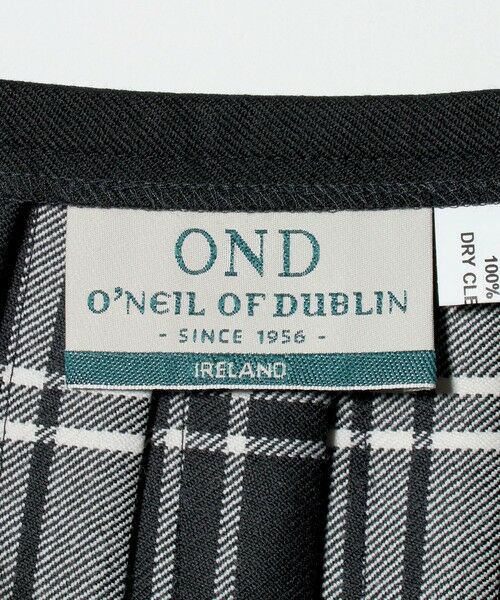 OND
O'NEIL OF DUBLIN
- SINCE 1956 -
IRELAND
100%
DRY CLE